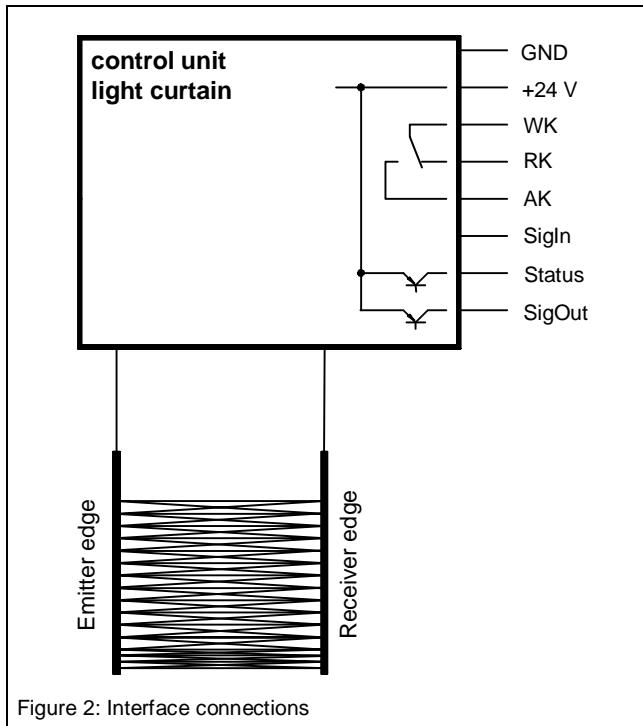 control unit
light curtain
GND
+24 V
WK
RK
AK
SigIn
Status
SigOut
Emitter edge
Receiver edge
Figure 2: Interface connections